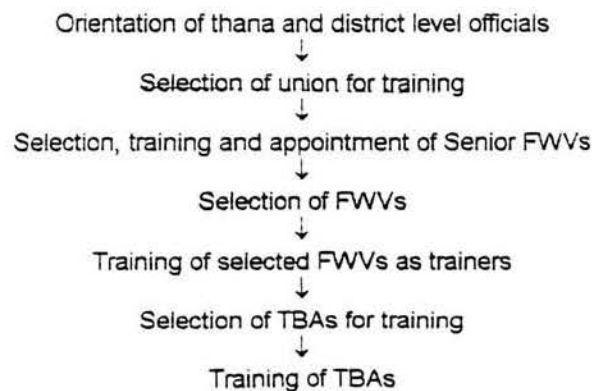 Orientation of thana and district level officials
↓
Selection of union for training
↓
Selection, training and appointment of Senior FWVs
↓
Selection of FWVs
↓
Training of selected FWVs as trainers
↓
Selection of TBAs for training
↓
Training of TBAs